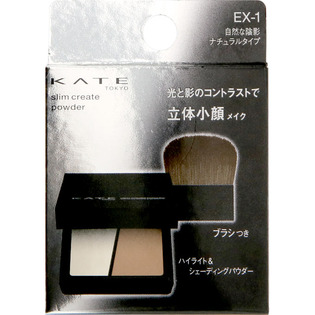 EX-1
自然な陰影
ナチュラルタイプ
KATE
TOKYO
slim create
powder
光と影のコントラストで
立体小顔 メイク
ブラシつき
KATE
ハイライト&
シェーディングパウダー